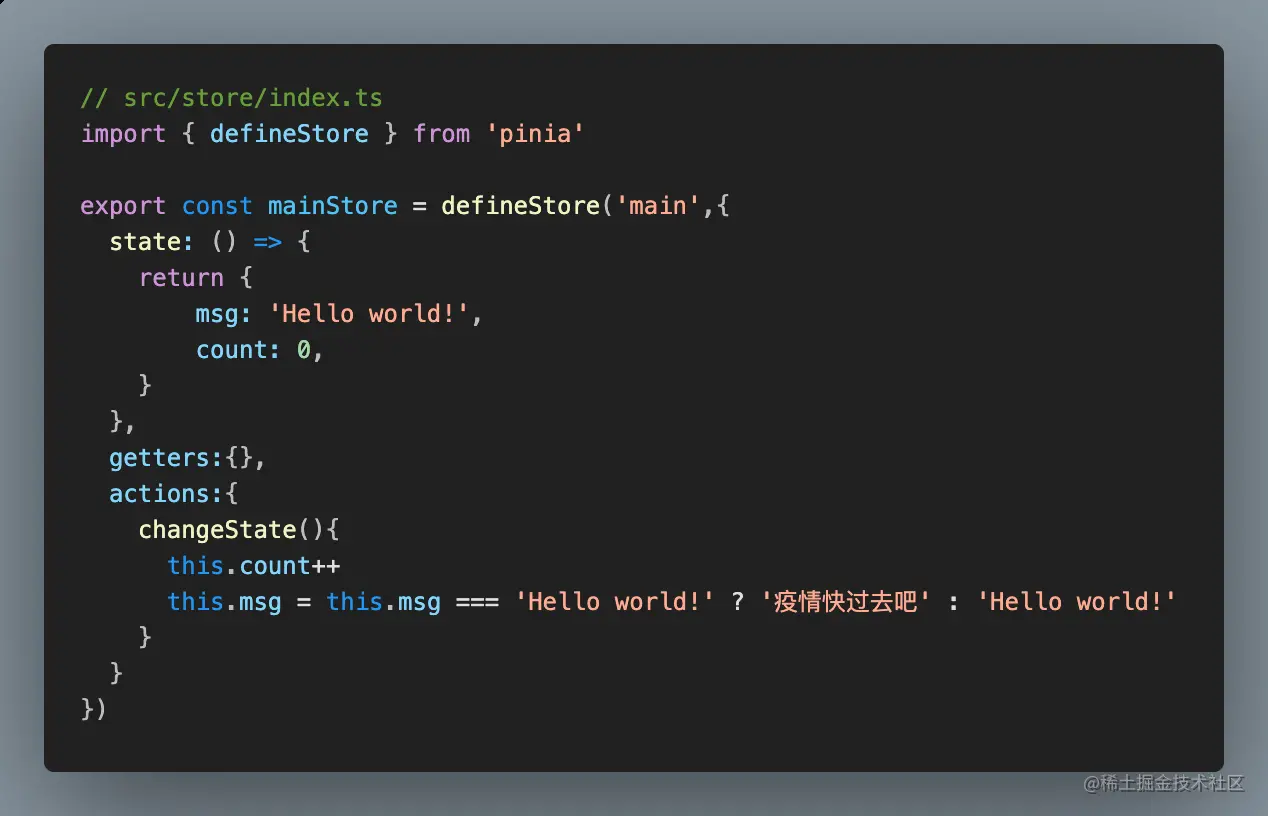 // src/store/index.ts
import { defineStore } from 'pinia'

export const mainStore = defineStore('main',{
  state: () => {
    return {
        msg: 'Hello world!',
        count: 0,
    }
  },
  getters:{},
  actions:{
    changeState(){
      this.count++
      this.msg = this.msg === 'Hello world!' ? '疫情快过去吧' : 'Hello world!'
    }
  }
})
@稀土掘金技术社区